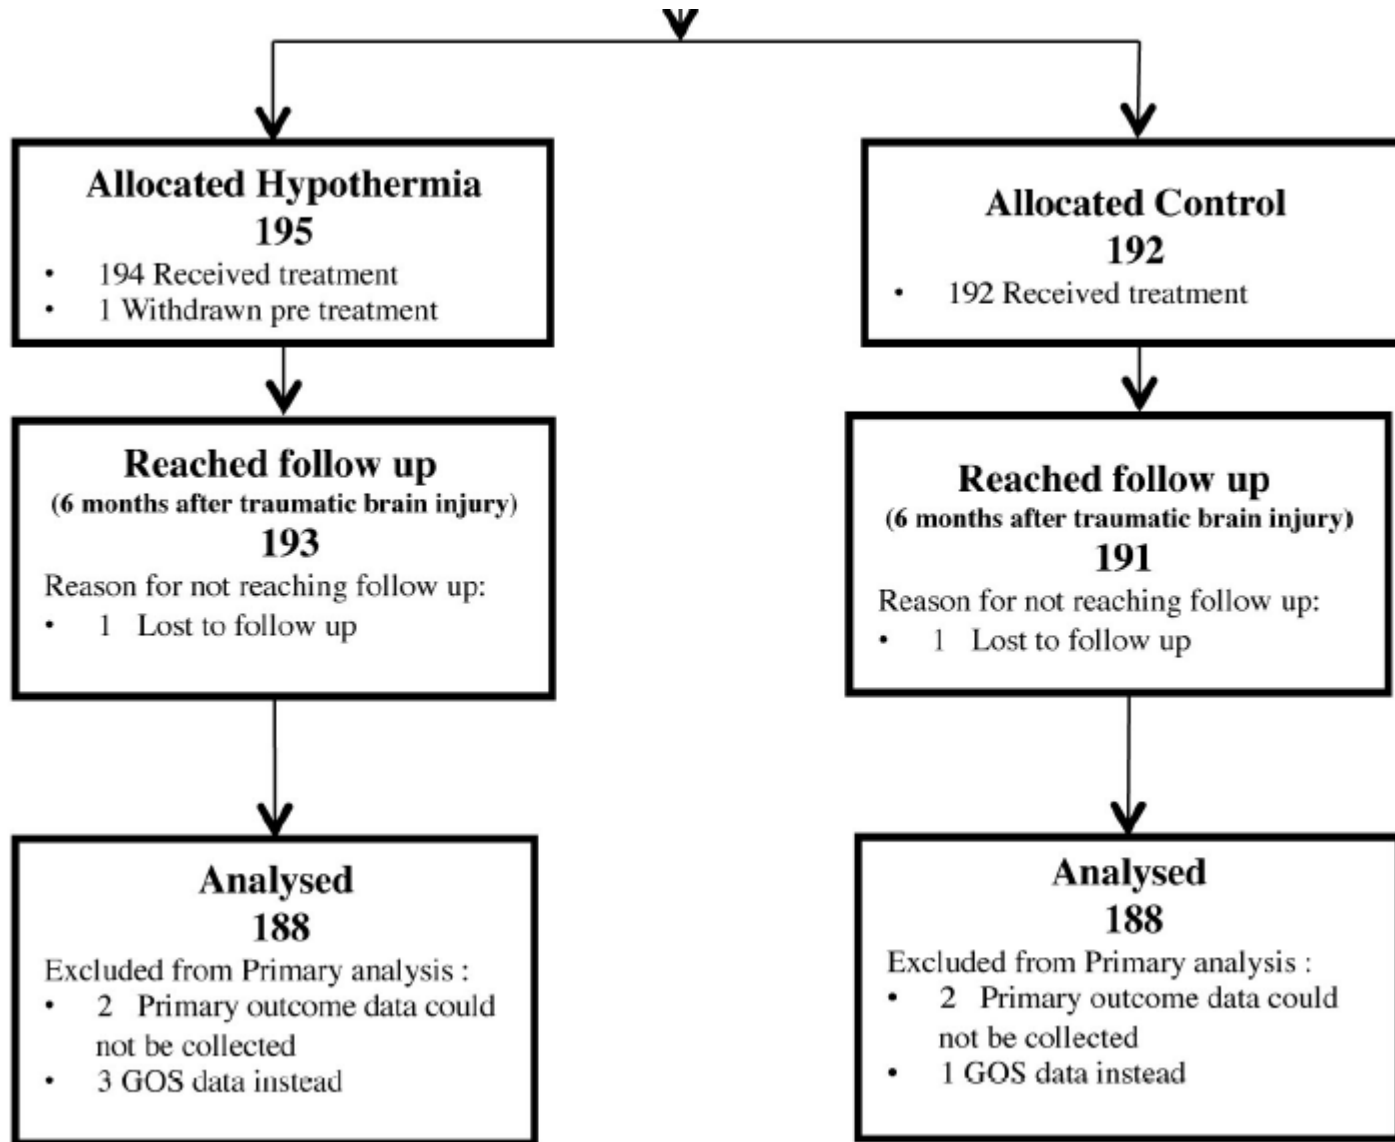 Allocated Hypothermia
195
• 194 Received treatment
• 1 Withdrawn pre treatment
Allocated Control
192
• 192 Received treatment
Reached follow up
(6 months after traumatic brain injury)
193
Reason for not reaching follow up:
• 1 Lost to follow up
Reached follow up
(6 months after traumatic brain injury)
191
Reason for not reaching follow up:
• 1 Lost to follow up
Analysed
188
Excluded from Primary analysis :
• 2 Primary outcome data could
not be collected
• 3 GOS data instead
Analysed
188
Excluded from Primary analysis :
• 2 Primary outcome data could
not be collected
• 1 GOS data instead